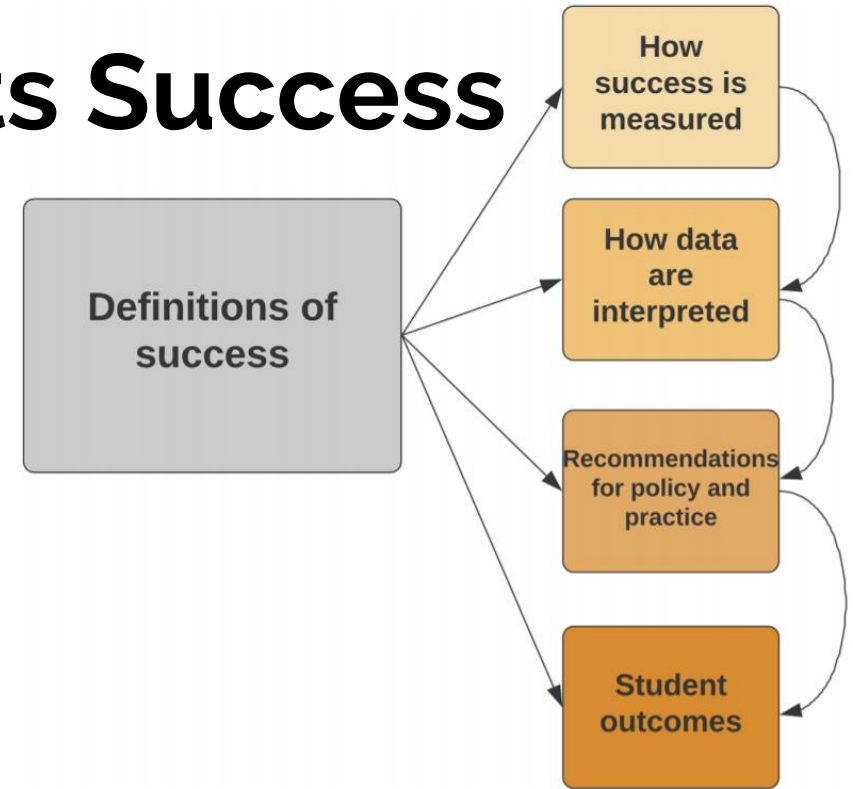 ts Success
How
success is
measured
Definitions of
success
How data
are
interpreted
Recommendations
for policy and
practice
Student
outcomes